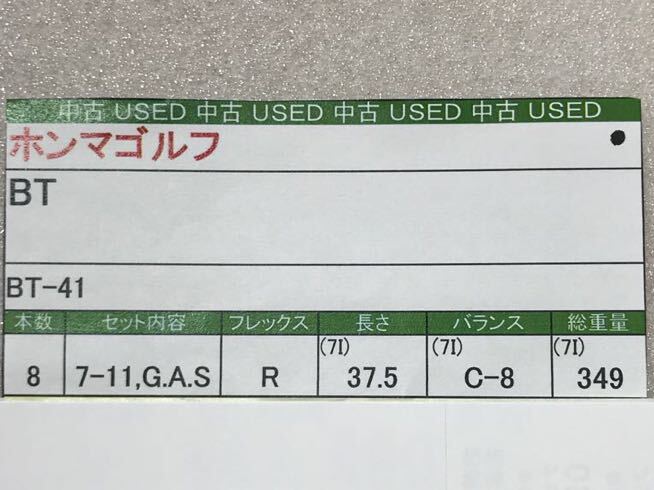 中古 USED 中古 USED 中古 USED 中古 USED
ホンマゴルフ
BT
BT-41
本数 セット内容 フレックス 長さ バランス 総重量
(7I) (7I) (7I)
8 7-11,G.A.S R 37.5 C-8 349